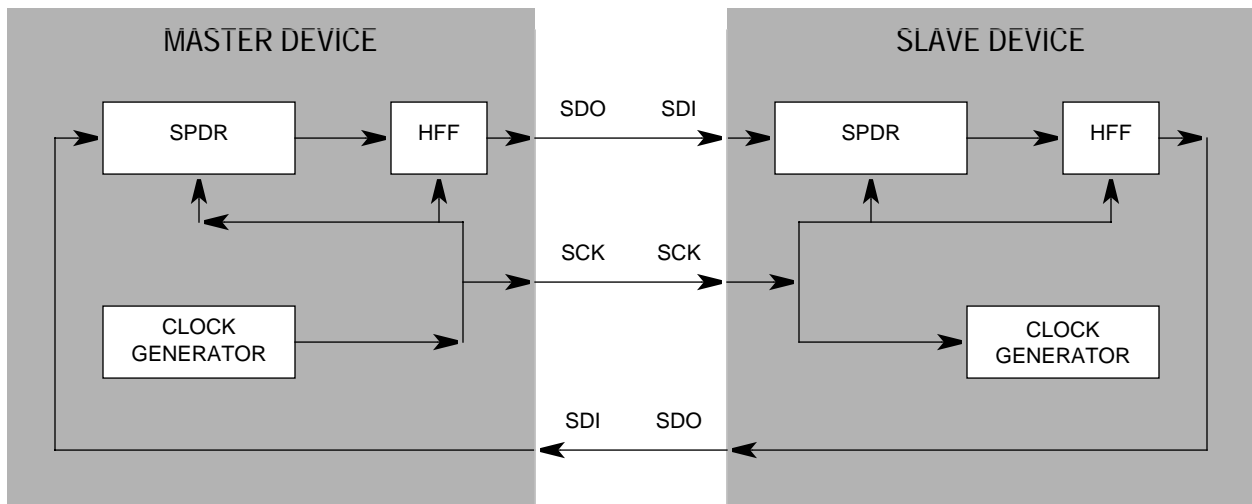 MASTER DEVICE
SLAVE DEVICE
SPDR
HFF
SDO
SDI
SPDR
HFF
SCK
SCK
CLOCK
GENERATOR
CLOCK
GENERATOR
SDI
SDO